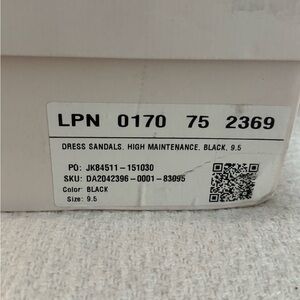 LPN 0170 75 2369
DRESS SANDALS. HIGH MAINTENANCE. BLACK. 9.5
PO: JK84511-151030
SKU: DA2042396-0001-83095
Color: BLACK
Size: 9.5